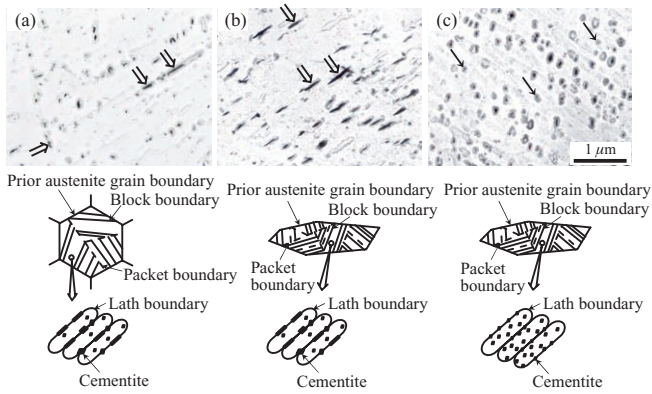 (a)
(b)
(c)
1 μm
Prior austenite grain boundary
Block boundary
Packet boundary
Lath boundary
Cementite
Prior austenite grain boundary
Block boundary
Packet
boundary
Lath boundary
Cementite
Prior austenite grain boundary
Block boundary
Packet
boundary
Lath boundary
Cementite